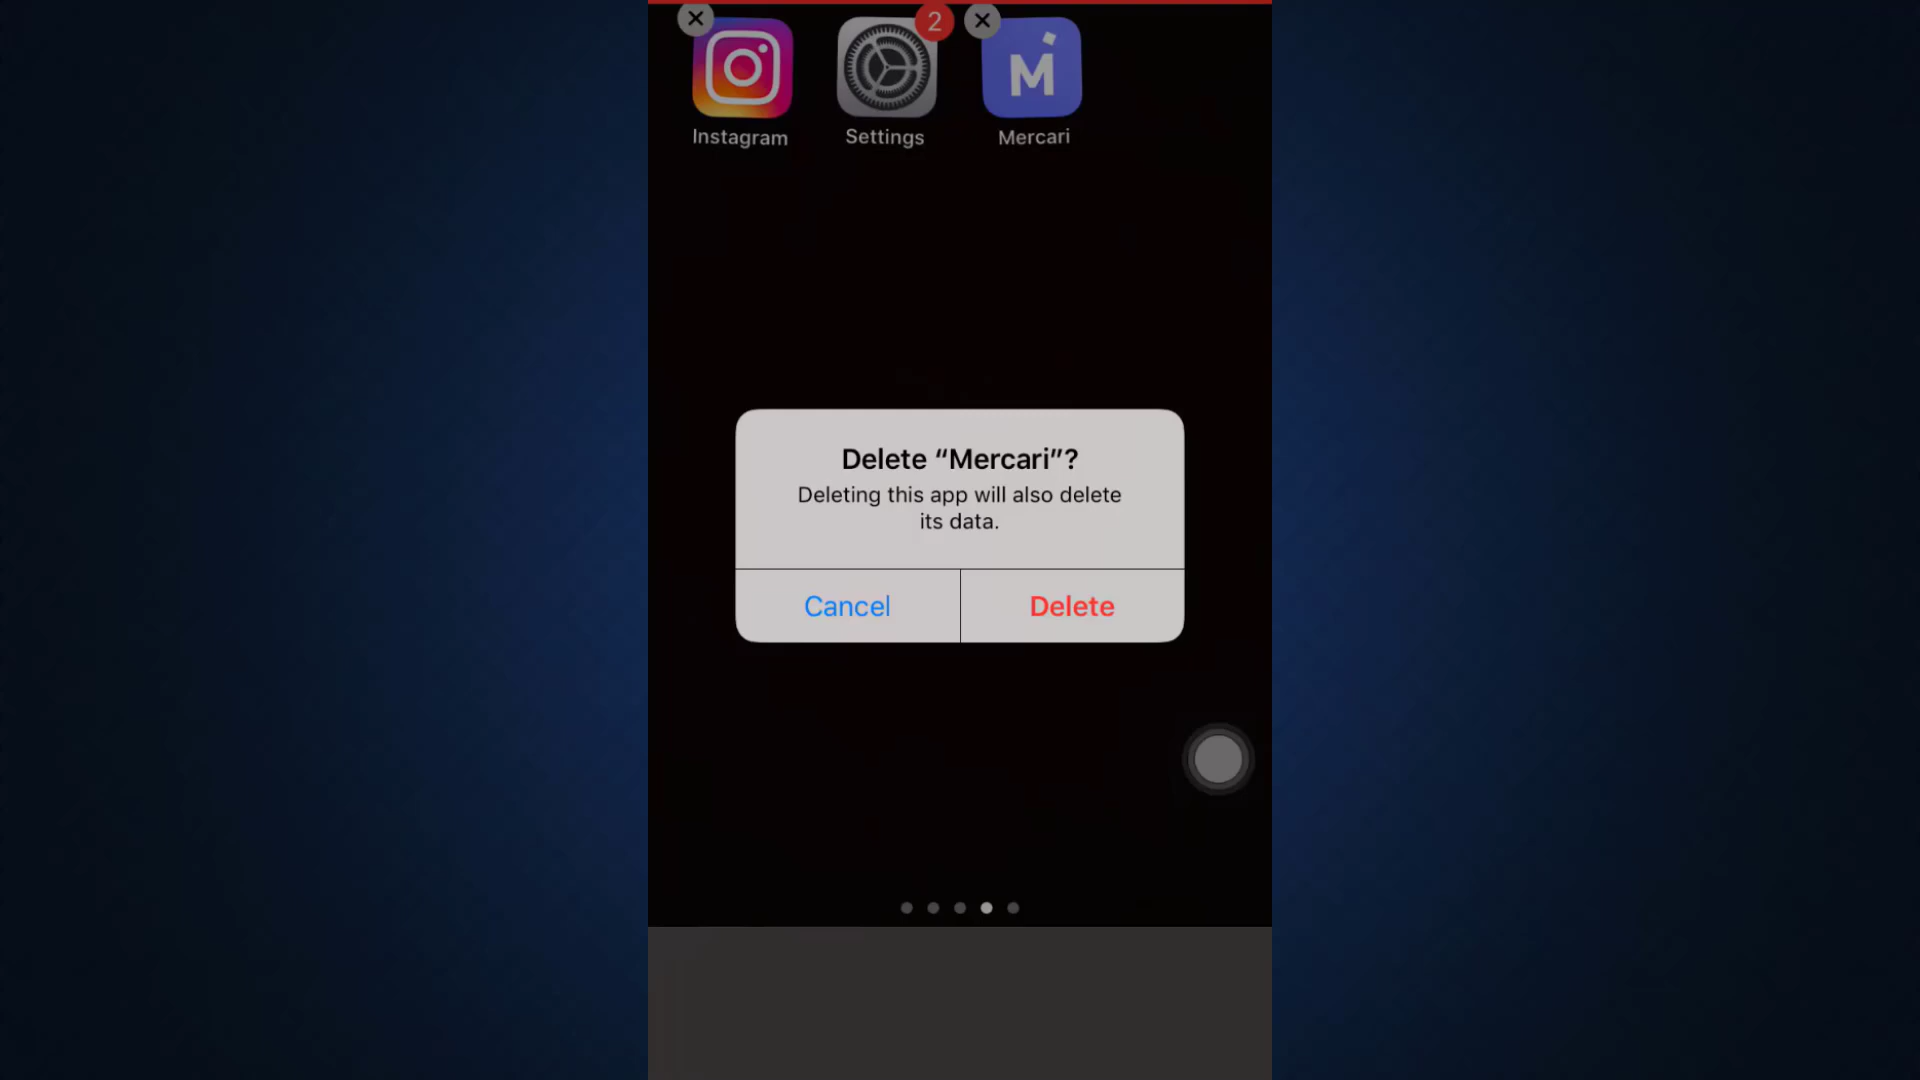 2
M
Instagram Settings Mercari
Delete “Mercari”?
Deleting this app will also delete
its data.
Cancel Delete